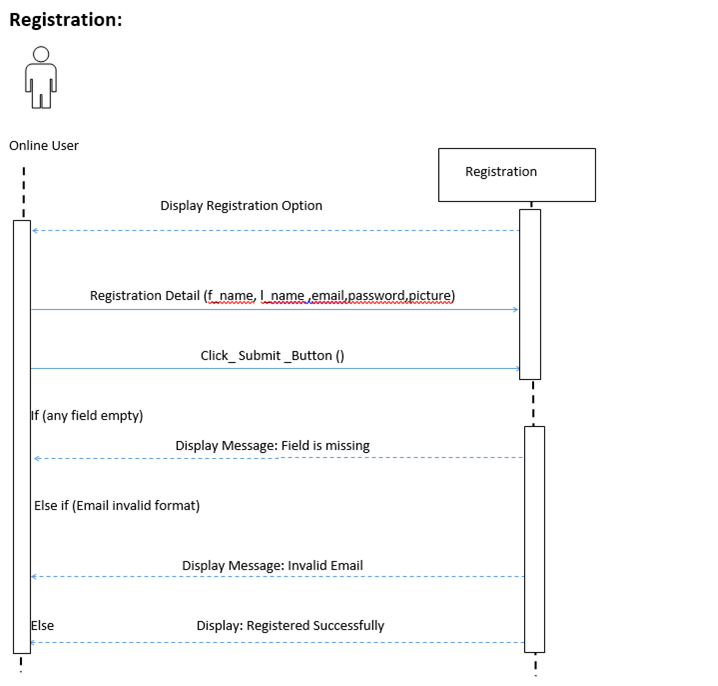 Registration:
Online User
Registration
Display Registration Option
Registration Detail (f_name, l_name ,email,password,picture)
Click_ Submit _Button ()
If (any field empty)
Display Message: Field is missing
Else if (Email invalid format)
Display Message: Invalid Email
Else
Display: Registered Successfully